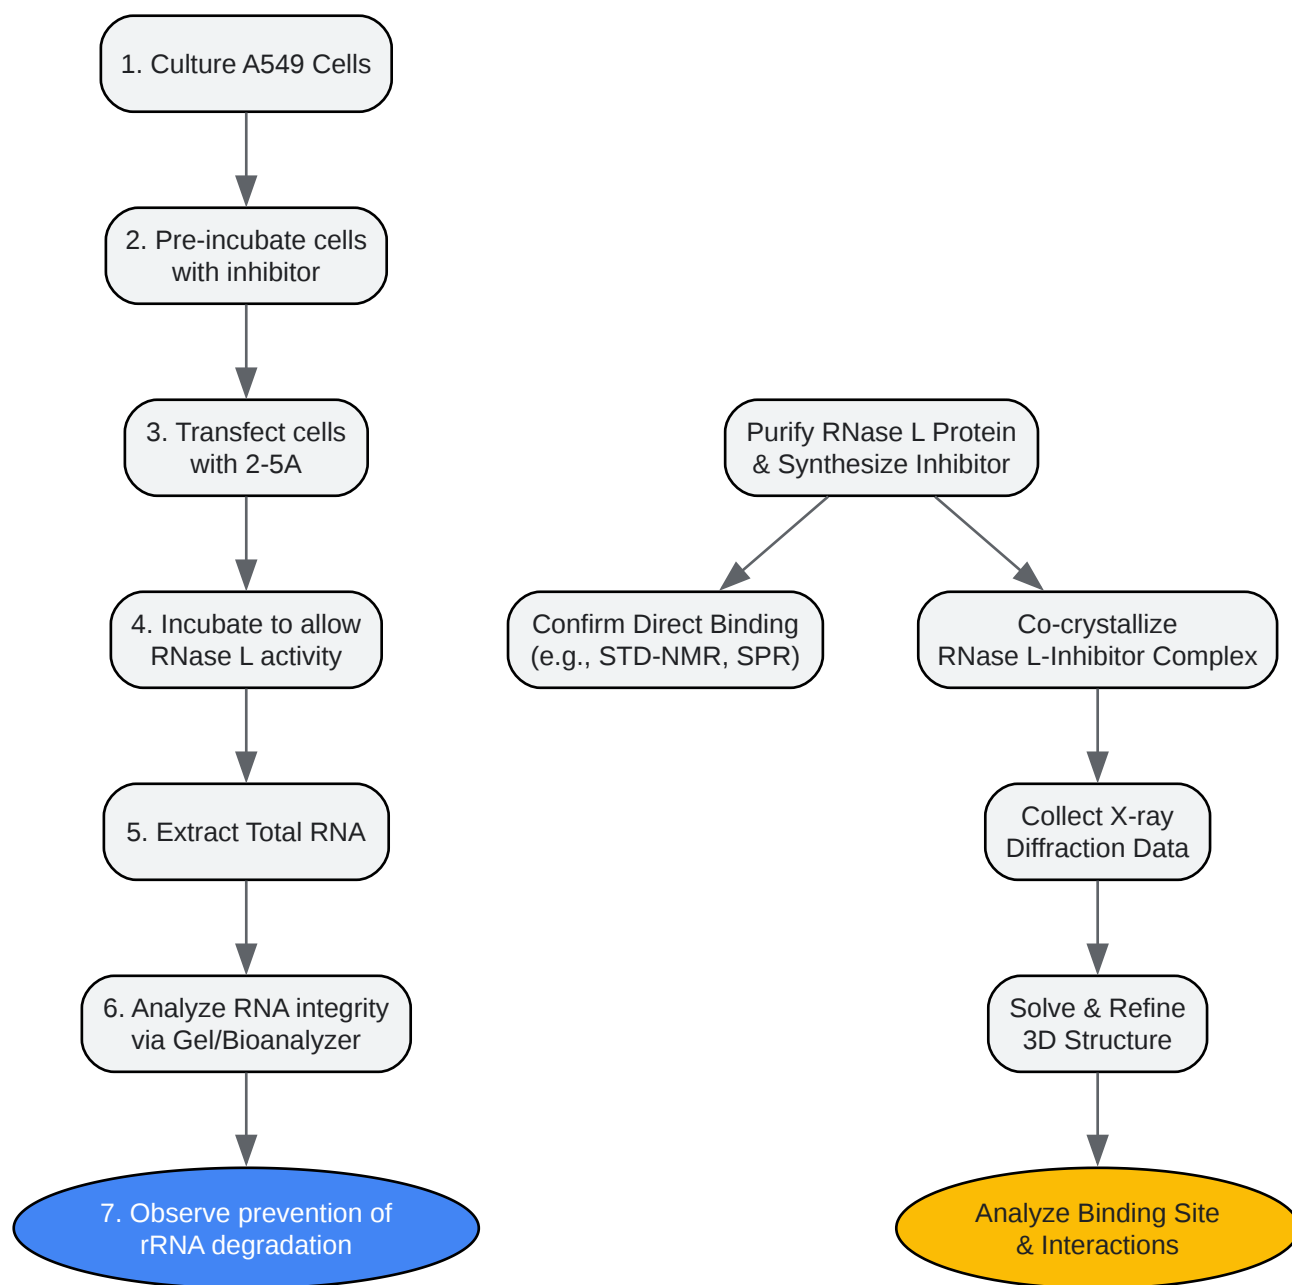 1. Culture A549 Cells
2. Pre-incubate cells
with inhibitor
3. Transfect cells
with 2-5A
4. Incubate to allow
RNase L activity
5. Extract Total RNA
6. Analyze RNA integrity
via Gel/Bioanalyzer
7. Observe prevention of
rRNA degradation
Purify RNase L Protein
& Synthesize Inhibitor
Confirm Direct Binding
(e.g., STD-NMR, SPR)
Co-crystallize
RNase L-Inhibitor Complex
Collect X-ray
Diffraction Data
Solve & Refine
3D Structure
Analyze Binding Site
& Interactions